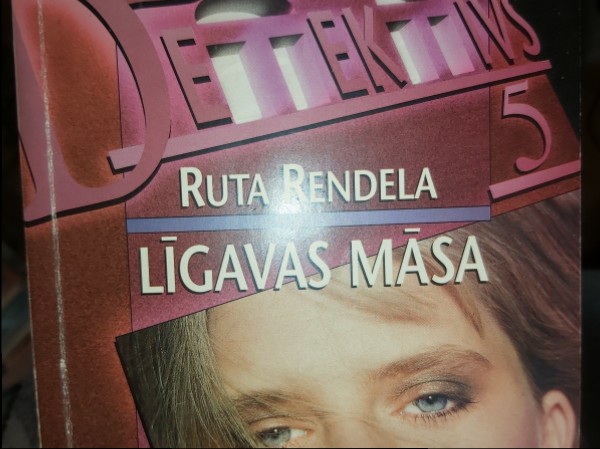 DETEKTĪVS
5
RUTA RENDELA
LĪGAVAS MĀSA